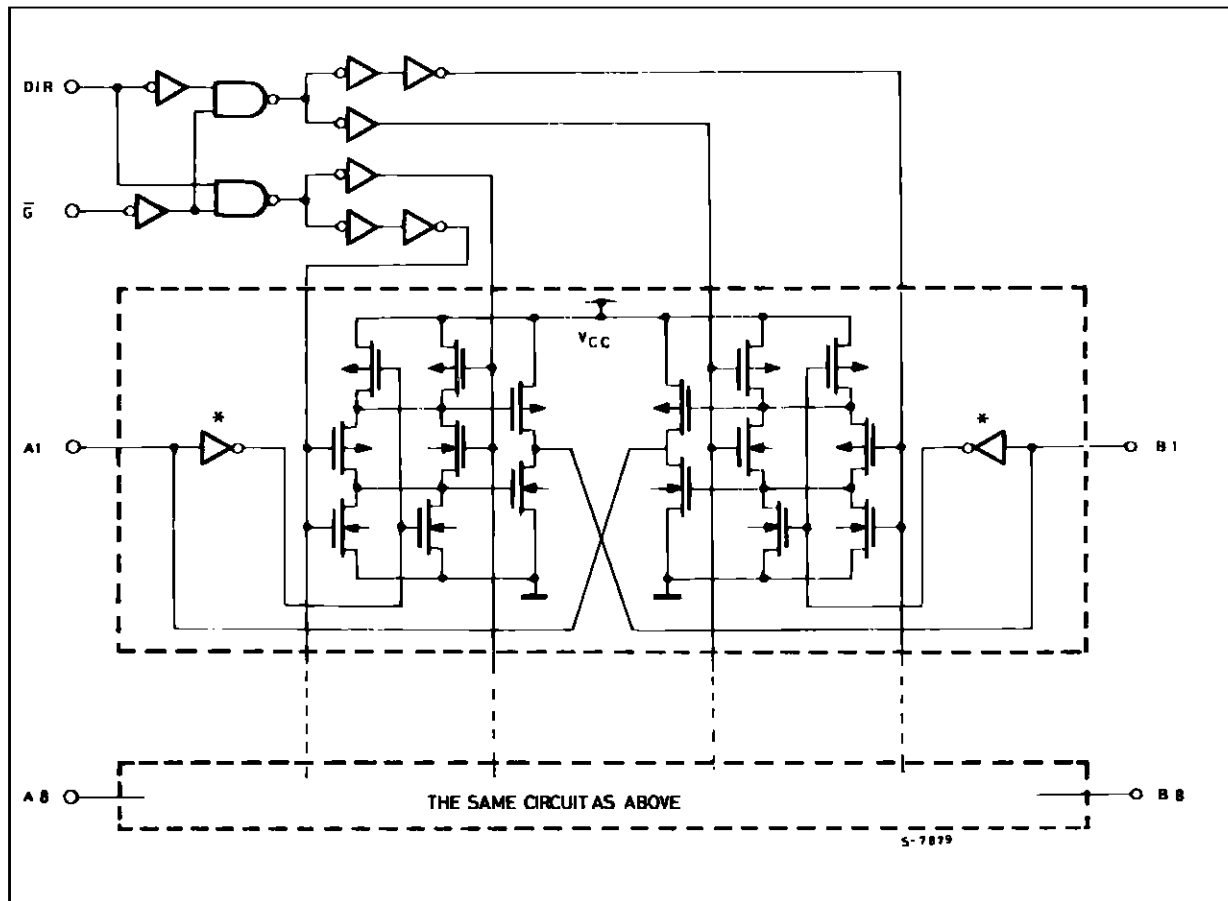 DIR
G̅
VCC
*
*
A1
B1
A8
THE SAME CIRCUIT AS ABOVE
B8
S-7879